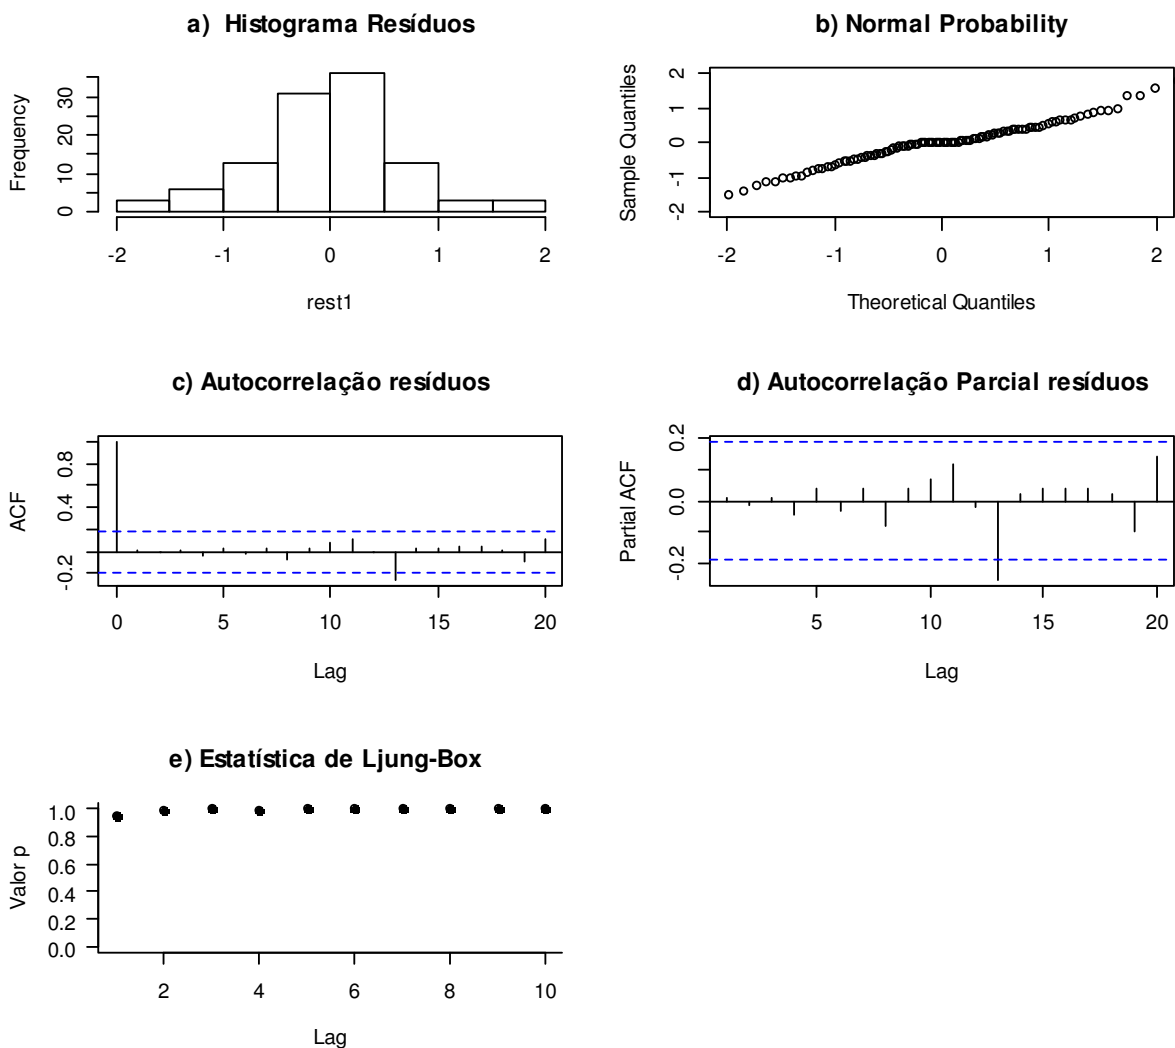 a)  Histograma Resíduos
Frequency
0 10 20 30
-2 -1 0 1 2
rest1
b) Normal Probability
Sample Quantiles
-2 -1 0 1 2
-2 -1 0 1 2
Theoretical Quantiles
c) Autocorrelação resíduos
ACF
-0.2 0.4 0.8
0 5 10 15 20
Lag
d) Autocorrelação Parcial resíduos
Partial ACF
-0.2 0.0 0.2
5 10 15 20
Lag
e) Estatística de Ljung-Box
Valor p
0.0 0.2 0.4 0.6 0.8 1.0
2 4 6 8 10
Lag